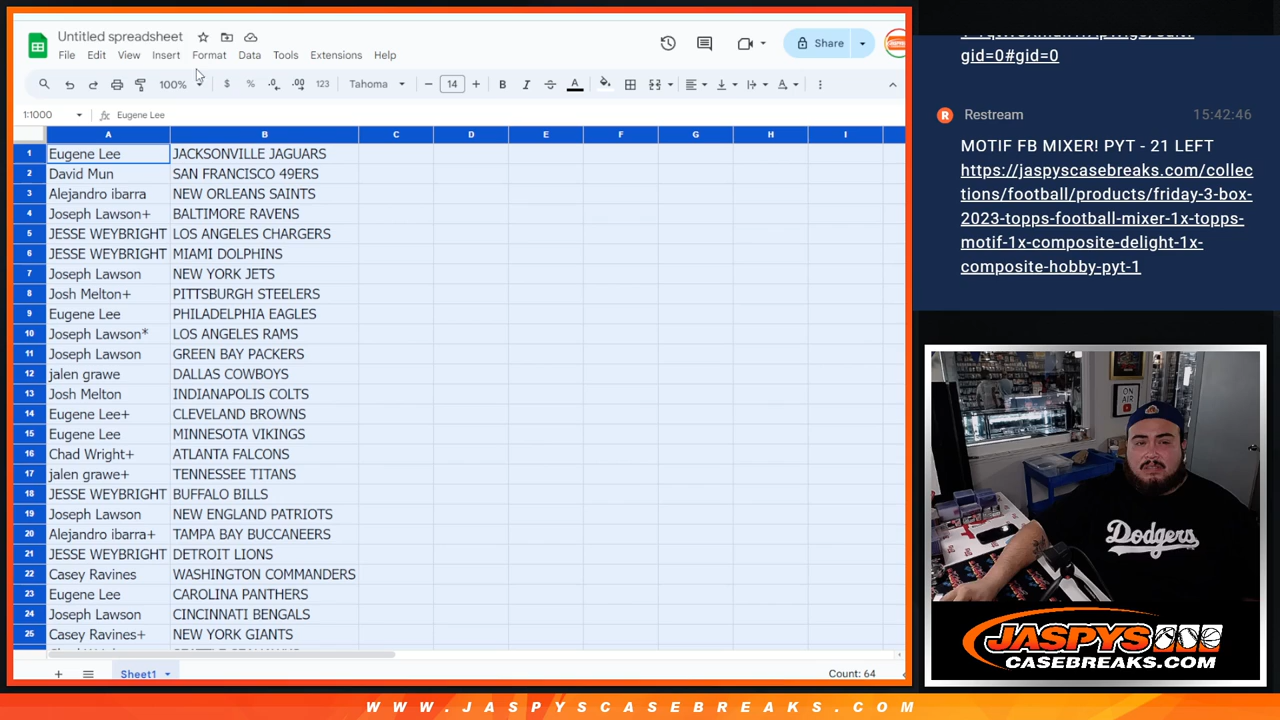 Untitled spreadsheet
File Edit View Insert Format Data Tools Extensions Help
Share
100% $ % .0 .00 123 Tahoma 14 B I A
1:1000 fx Eugene Lee
A B C D E F G H I
1 Eugene Lee JACKSONVILLE JAGUARS
2 David Mun SAN FRANCISCO 49ERS
3 Alejandro ibarra NEW ORLEANS SAINTS
4 Joseph Lawson+ BALTIMORE RAVENS
5 JESSE WEYBRIGHT LOS ANGELES CHARGERS
6 JESSE WEYBRIGHT MIAMI DOLPHINS
7 Joseph Lawson NEW YORK JETS
8 Josh Melton+ PITTSBURGH STEELERS
9 Eugene Lee PHILADELPHIA EAGLES
10 Joseph Lawson* LOS ANGELES RAMS
11 Joseph Lawson GREEN BAY PACKERS
12 jalen grawe DALLAS COWBOYS
13 Josh Melton INDIANAPOLIS COLTS
14 Eugene Lee+ CLEVELAND BROWNS
15 Eugene Lee MINNESOTA VIKINGS
16 Chad Wright+ ATLANTA FALCONS
17 jalen grawe+ TENNESSEE TITANS
18 JESSE WEYBRIGHT BUFFALO BILLS
19 Joseph Lawson NEW ENGLAND PATRIOTS
20 Alejandro ibarra+ TAMPA BAY BUCCANEERS
21 JESSE WEYBRIGHT DETROIT LIONS
22 Casey Ravines WASHINGTON COMMANDERS
23 Eugene Lee CAROLINA PANTHERS
24 Joseph Lawson CINCINNATI BENGALS
25 Casey Ravines+ NEW YORK GIANTS
Sheet1
Count: 64
gid=0#gid=0
Restream 15:42:46
MOTIF FB MIXER! PYT - 21 LEFT
https://jaspyscasebreaks.com/collec
tions/football/products/friday-3-box-
2023-topps-football-mixer-1x-topps-
motif-1x-composite-delight-1x-
composite-hobby-pyt-1
ON AIR
Dodgers
JASPYS
CASEBREAKS.COM
WWW.JASPYSCASEBREAKS.COM